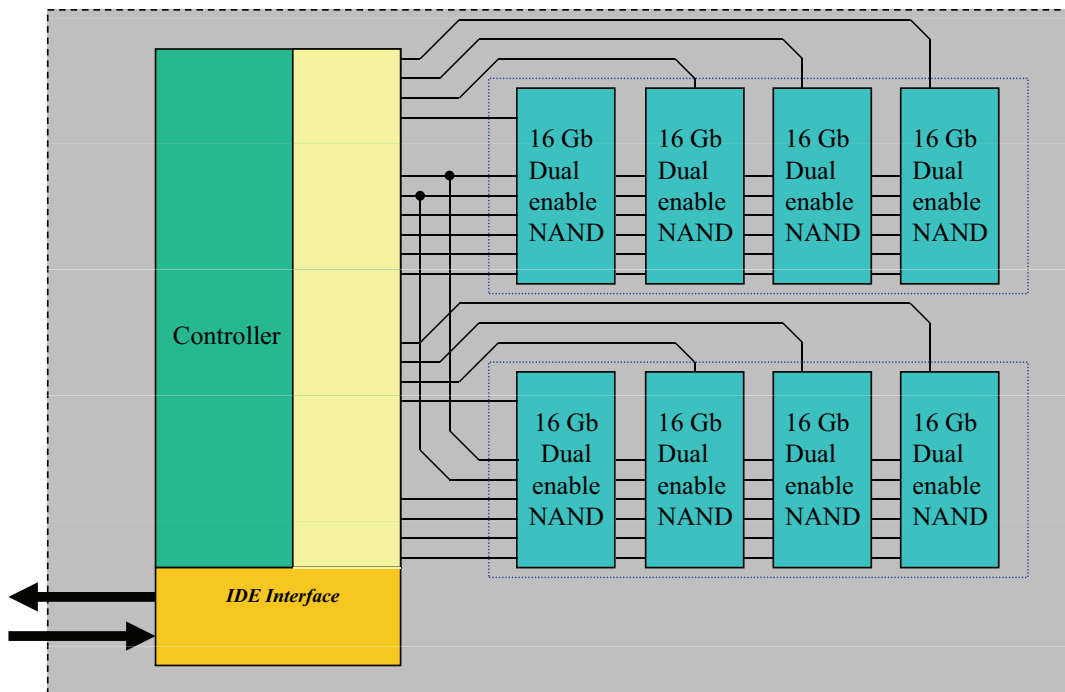 16 Gb
Dual
enable
NAND
16 Gb
Dual
enable
NAND
16 Gb
Dual
enable
NAND
16 Gb
Dual
enable
NAND
Controller
16 Gb
Dual
enable
NAND
16 Gb
Dual
enable
NAND
16 Gb
Dual
enable
NAND
16 Gb
Dual
enable
NAND
IDE Interface